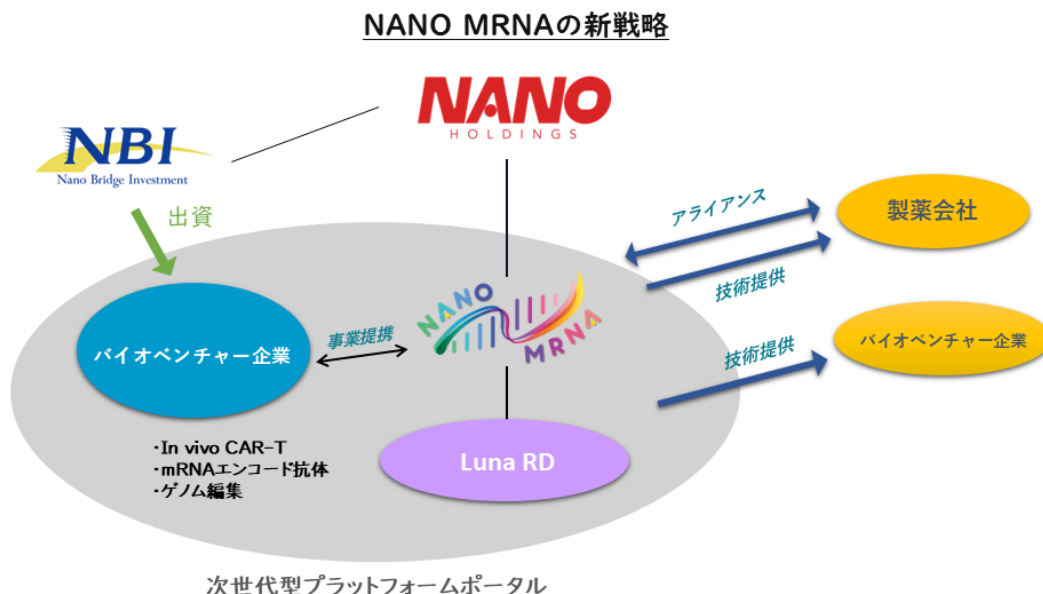 NANO MRNAの新戦略
NANO
HOLDINGS
NBI
Nano Bridge Investment
出資
アライアンス
製薬会社
技術提供
NANO
MRNA
事業提携
バイオベンチャー企業
技術提供
バイオベンチャー企業
・In vivo CAR-T
・mRNAエンコード抗体
・ゲノム編集
Luna RD
次世代型プラットフォームポータル